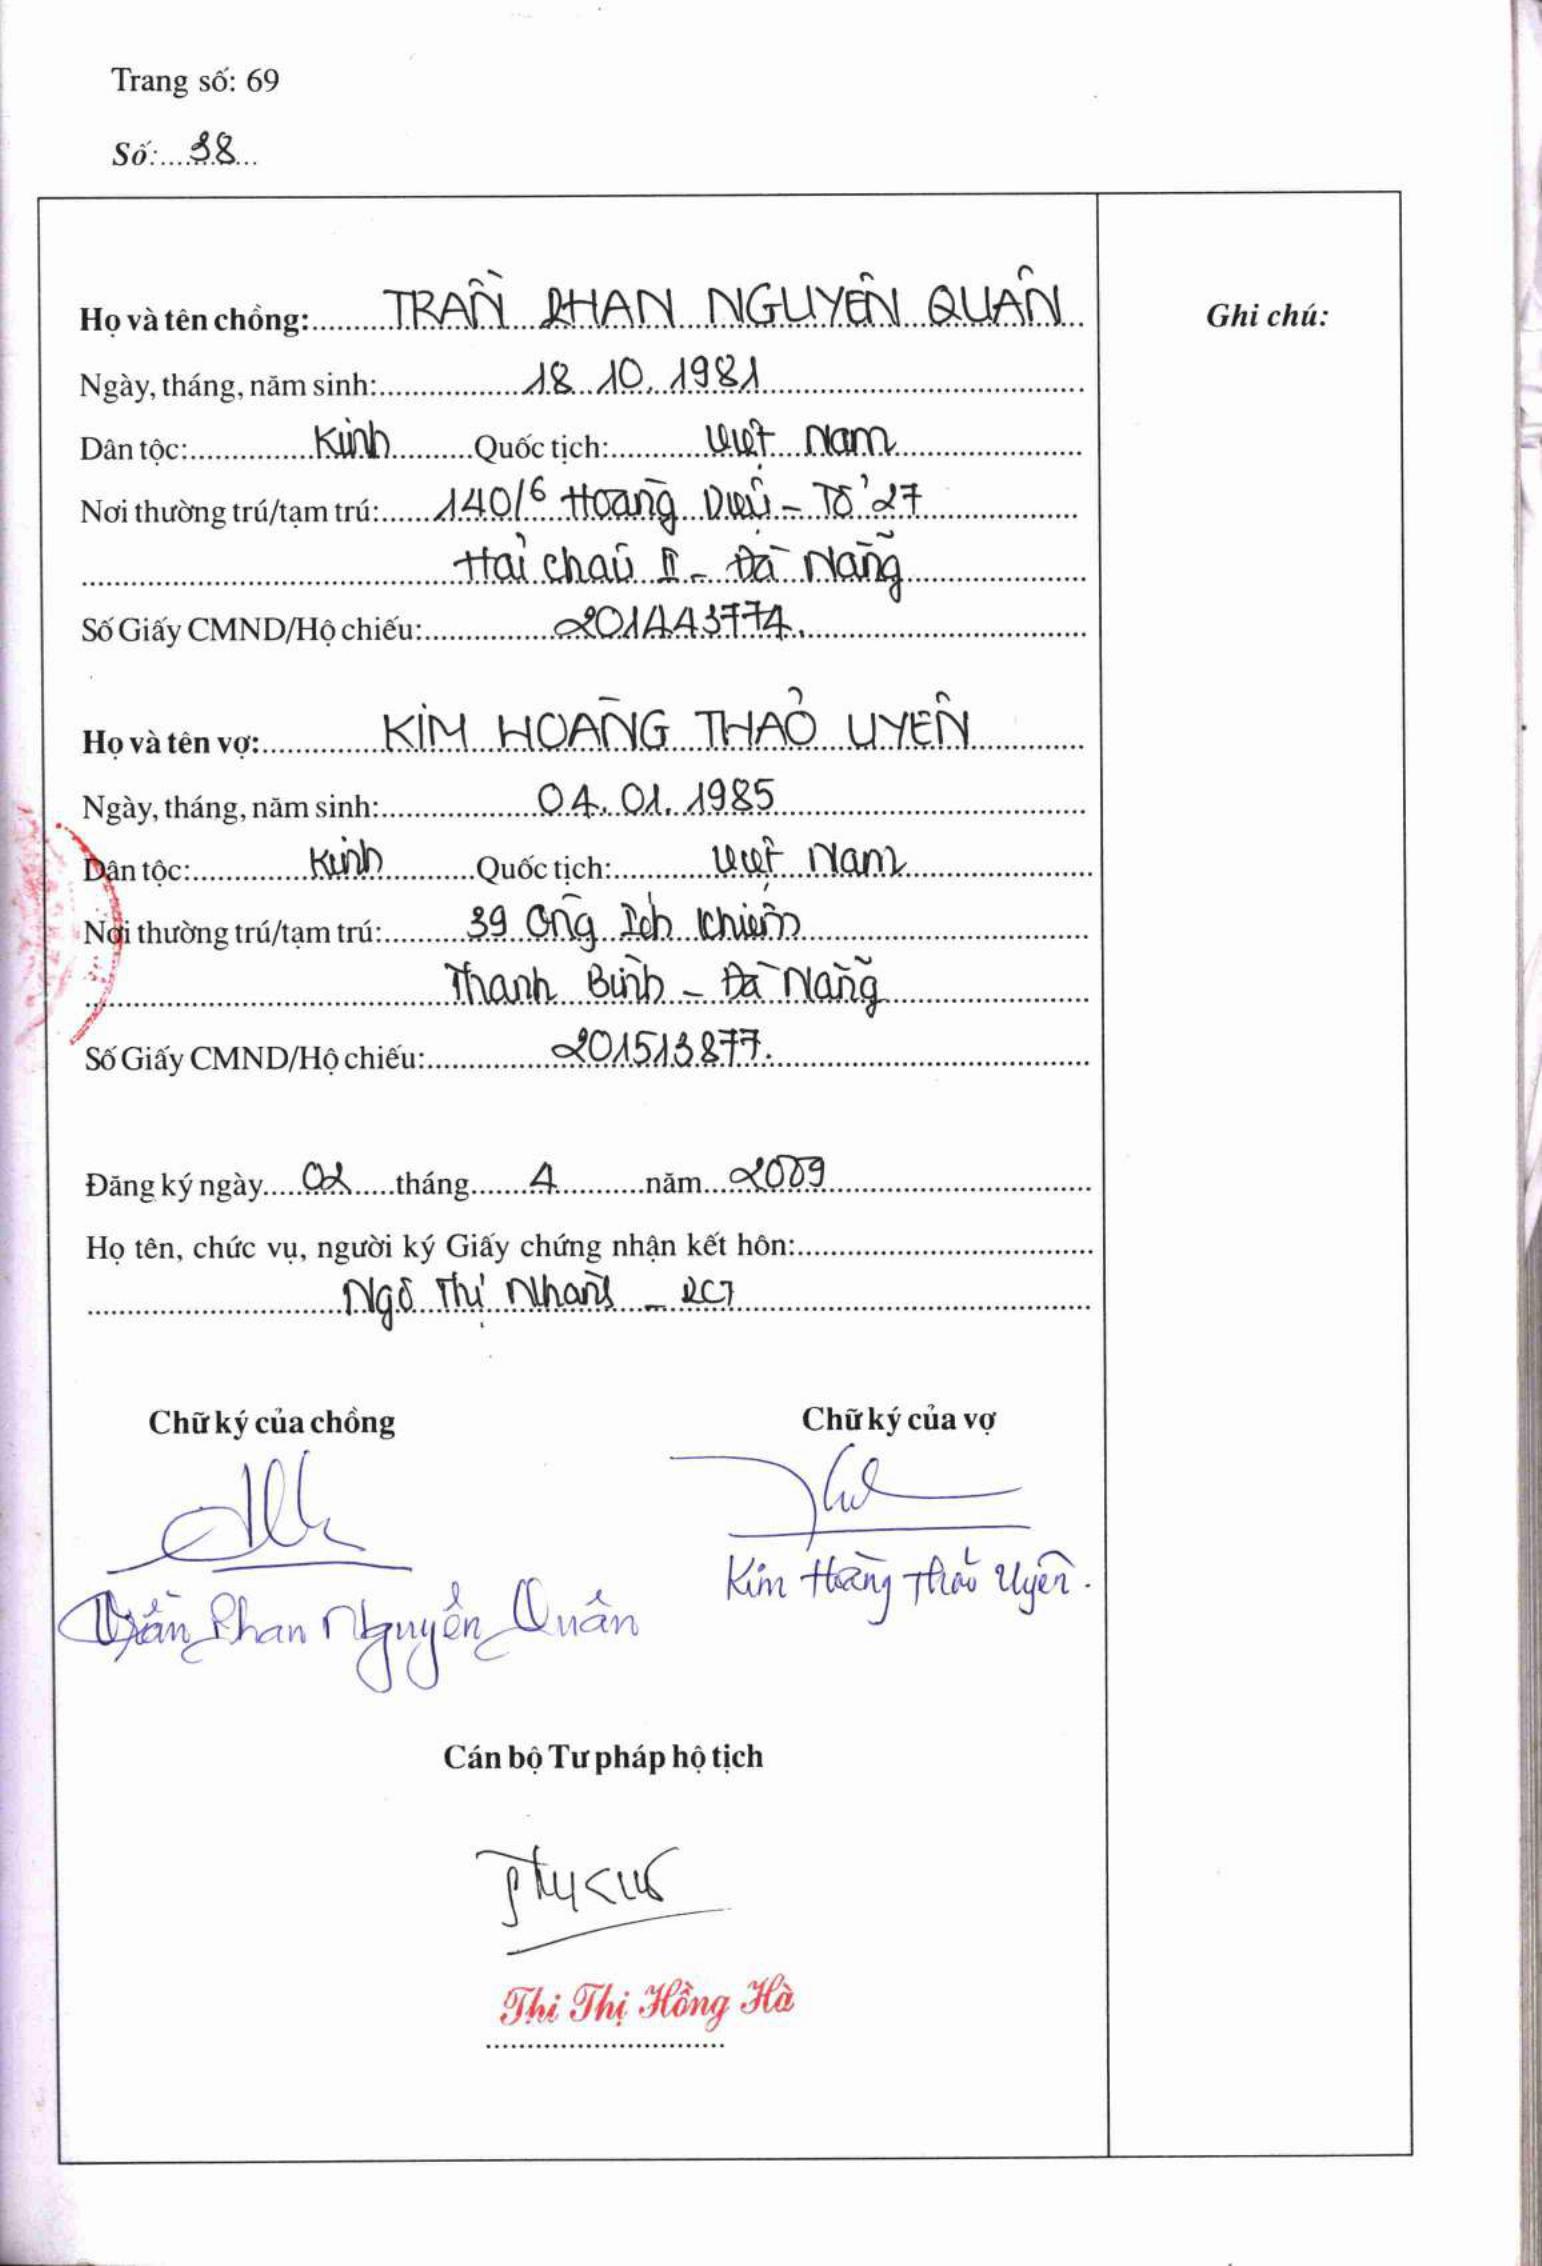 Trang số: 69
Số: 38
Họ và tên chồng: TRẦN PHAN NGUYÊN QUÂN
Ghi chú:
Ngày, tháng, năm sinh: 18.10.1981
Dân tộc: Kinh Quốc tịch: Việt Nam
Nơi thường trú/tạm trú: 140/6 Hoàng Diệu - Tổ 27
Hải Châu II - Đà Nẵng
Số Giấy CMND/Hộ chiếu: 201443774.
Họ và tên vợ: KIM HOÀNG THẢO UYÊN
Ngày, tháng, năm sinh: 04.01.1985
Dân tộc: Kinh Quốc tịch: Việt Nam
Nơi thường trú/tạm trú: 39 Ông Ích Khiêm
Thanh Bình - Đà Nẵng
Số Giấy CMND/Hộ chiếu: 201513877.
Đăng ký ngày 02 tháng 4 năm 2009
Họ tên, chức vụ, người ký Giấy chứng nhận kết hôn:
Ngô Thị Nhạn - PCT
Chữ ký của chồng Chữ ký của vợ
Kim Hoàng Thảo Uyên.
Trần Phan Nguyên Quân
Cán bộ Tư pháp hộ tịch
Thi Thị Hồng Hà